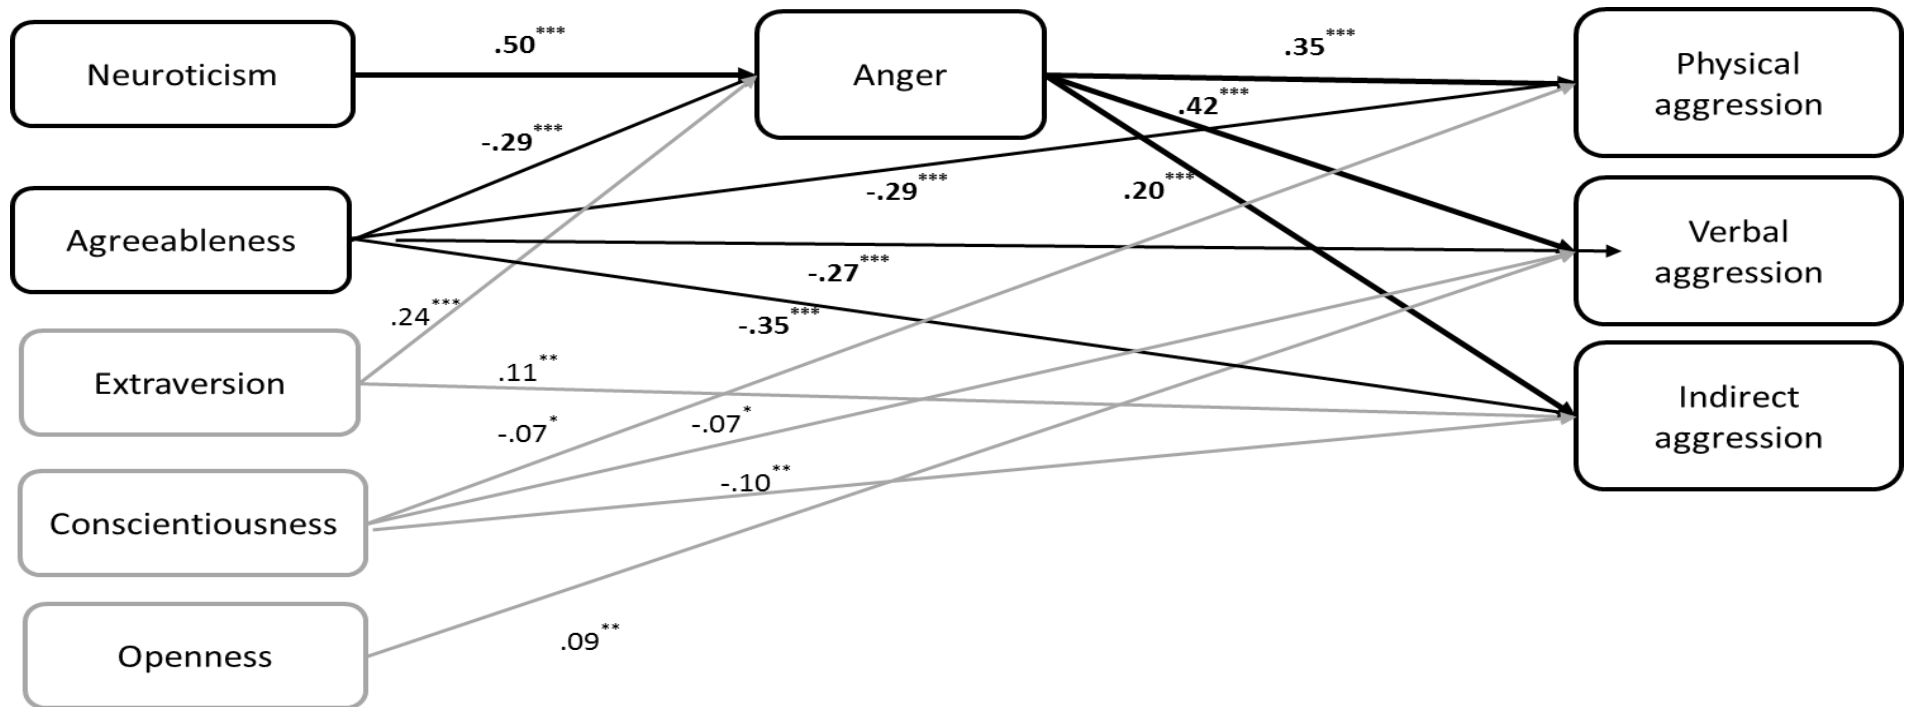 Neuroticism
.50***
Anger
.35***
Physical
aggression
.42***
-.29***
-.29***
.20***
Agreeableness
Verbal
aggression
-.27***
.24***
-.35***
Extraversion
.11**
Indirect
aggression
-.07*
-.07*
-.10**
Conscientiousness
.09**
Openness